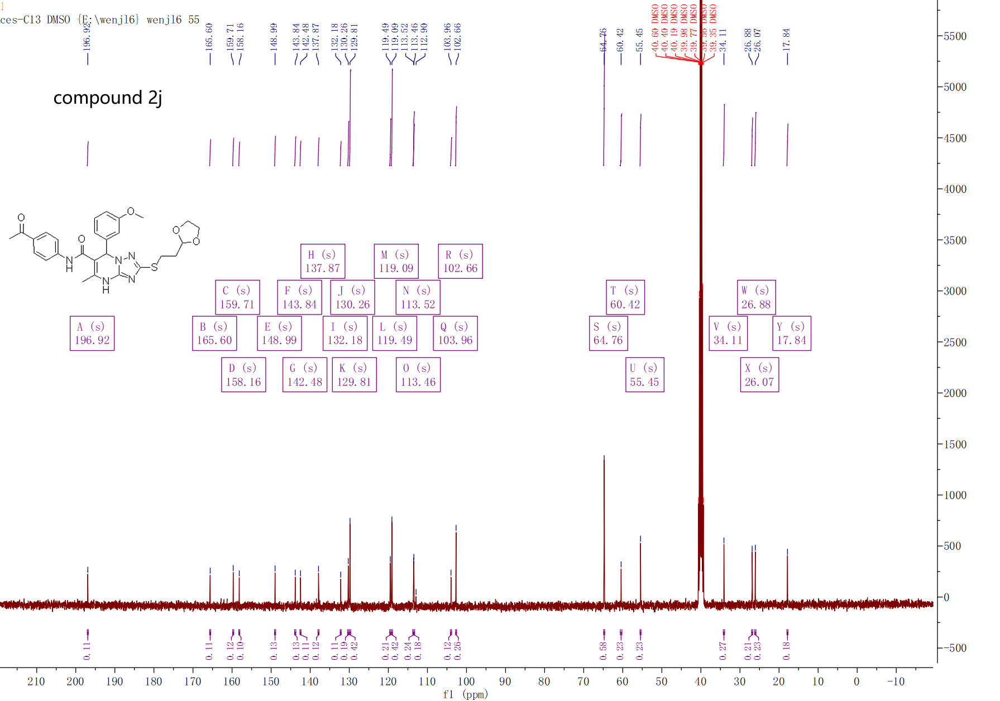 ces-C13 DMSO {E:\wenjl6} wenjl6 55
196.92
165.60
159.71
158.16
148.99
143.84
142.48
137.87
132.18
130.26
129.81
119.49
119.09
113.52
113.46
112.90
103.96
102.66
64.76
60.42
55.45
40.60 DMSO
40.40 DMSO
40.19 DMSO
39.98 DMSO
39.77 DMSO
39.56 DMSO
39.35 DMSO
34.11
26.88
26.07
17.84
compound 2j
O
O
O
O
O
N
H
N
N
N
N
H
S
H (s)
137.87
M (s)
119.09
R (s)
102.66
C (s)
159.71
F (s)
143.84
J (s)
130.26
N (s)
113.52
T (s)
60.42
W (s)
26.88
A (s)
196.92
B (s)
165.60
E (s)
148.99
I (s)
132.18
L (s)
119.49
Q (s)
103.96
S (s)
64.76
V (s)
34.11
Y (s)
17.84
D (s)
158.16
G (s)
142.48
K (s)
129.81
O (s)
113.46
U (s)
55.45
X (s)
26.07
5500
5000
4500
4000
3500
3000
2500
2000
1500
1000
500
0
-500
0.11
0.11
0.12
0.10
0.13
0.13
0.11
0.12
0.11
0.19
0.42
0.21
0.42
0.24
0.18
0.12
0.26
0.58
0.23
0.23
0.27
0.21
0.23
0.18
210 200 190 180 170 160 150 140 130 120 110 100 90 80 70 60 50 40 30 20 10 0 -10
f1 (ppm)